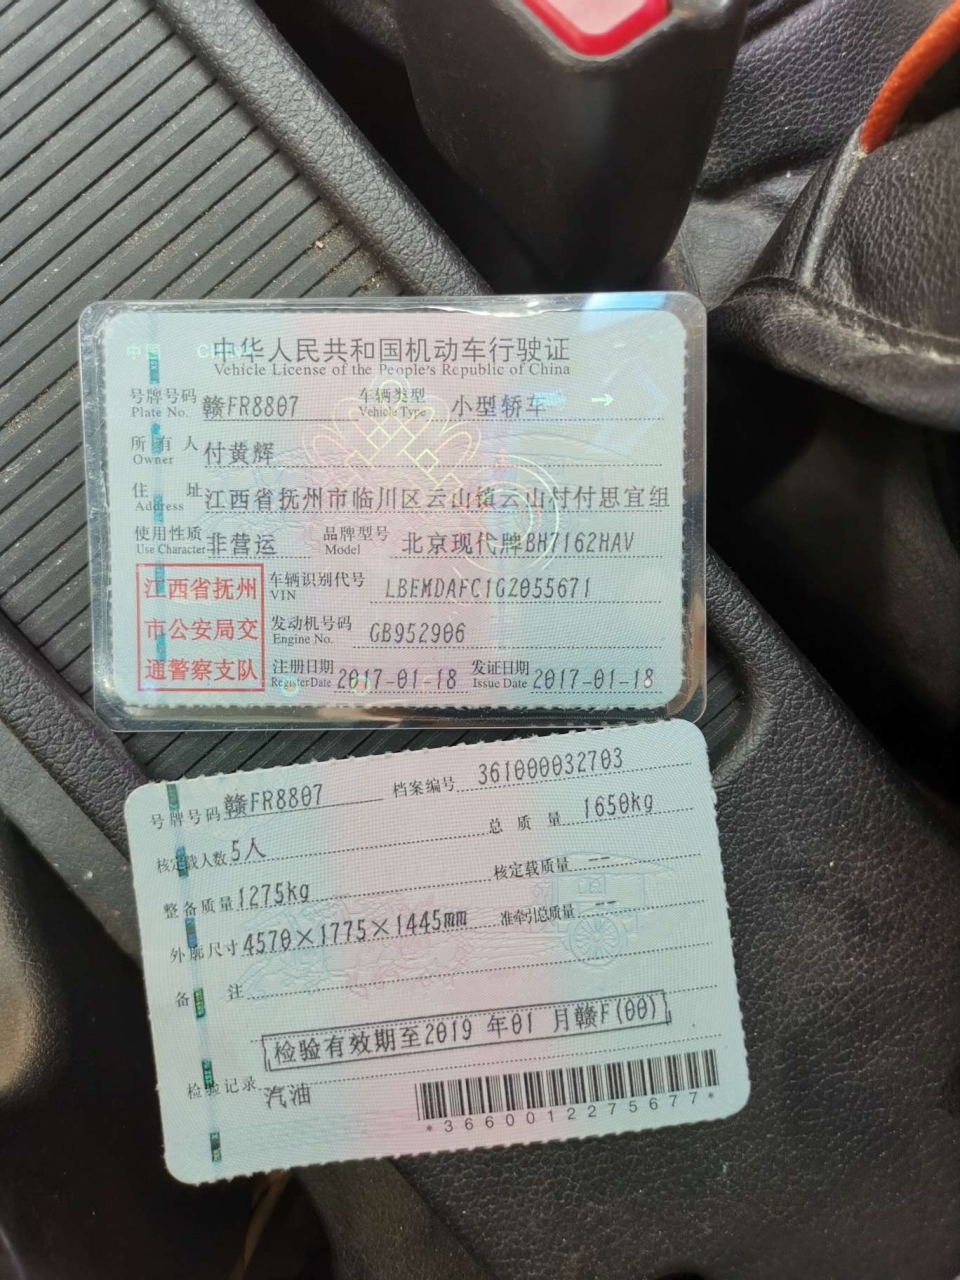 中国 CHINA
中华人民共和国机动车行驶证
Vehicle License of the People's Republic of China
号牌号码 赣FR8807 车辆类型 小型轿车
Plate No. Vehicle Type
所有人 付黄辉
Owner
住址 江西省抚州市临川区云山镇云山村付思宜组
Address
使用性质 非营运 品牌型号 北京现代牌BH7162HAV
Use Character Model
江西省抚州
市公安局交
通警察支队
车辆识别代号 LBEMDAFC1GZ055671
VIN
发动机号码 GB952906
Engine No.
注册日期 2017-01-18 发证日期 2017-01-18
Register Date Issue Date
号牌号码 赣FR8807 档案编号 361000032703
核定载人数 5人 总质量 1650kg
整备质量 1275kg 核定载质量 --
外廓尺寸 4570×1775×1445mm 准牵引总质量 --
备注
检验有效期至2019 年01 月赣F(00)
检验记录 汽油
*3660012275677*